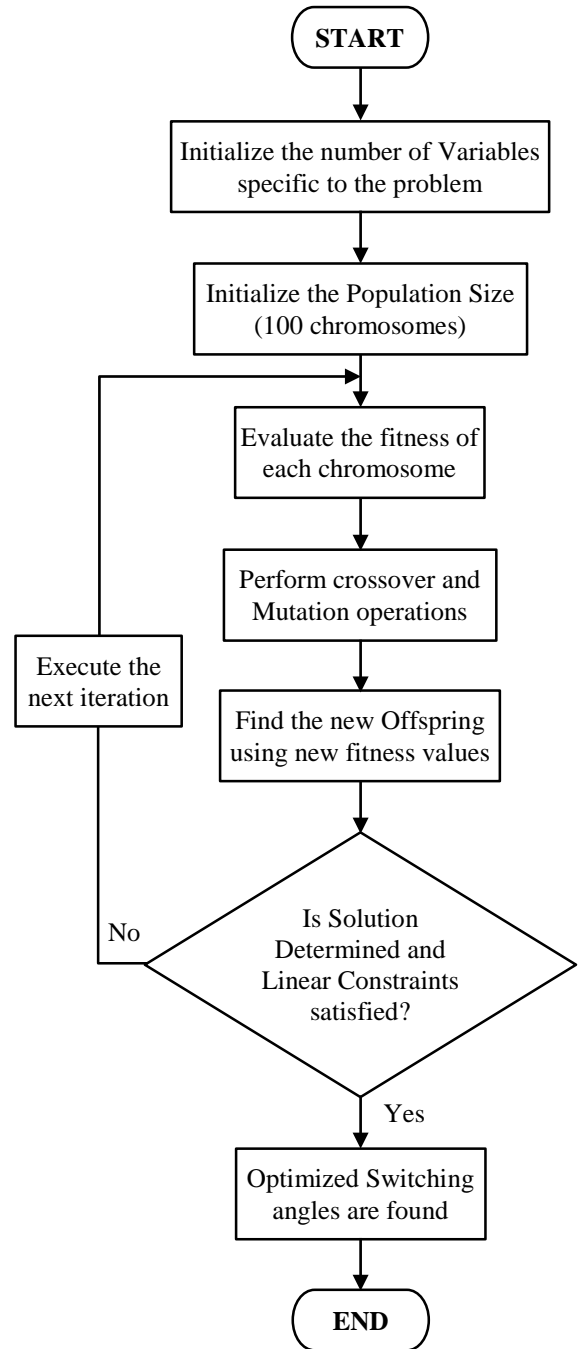 START
Initialize the number of Variables
specific to the problem
Initialize the Population Size
(100 chromosomes)
Evaluate the fitness of
each chromosome
Perform crossover and
Mutation operations
Execute the
next iteration
Find the new Offspring
using new fitness values
No
Is Solution
Determined and
Linear Constraints
satisfied?
Yes
Optimized Switching
angles are found
END